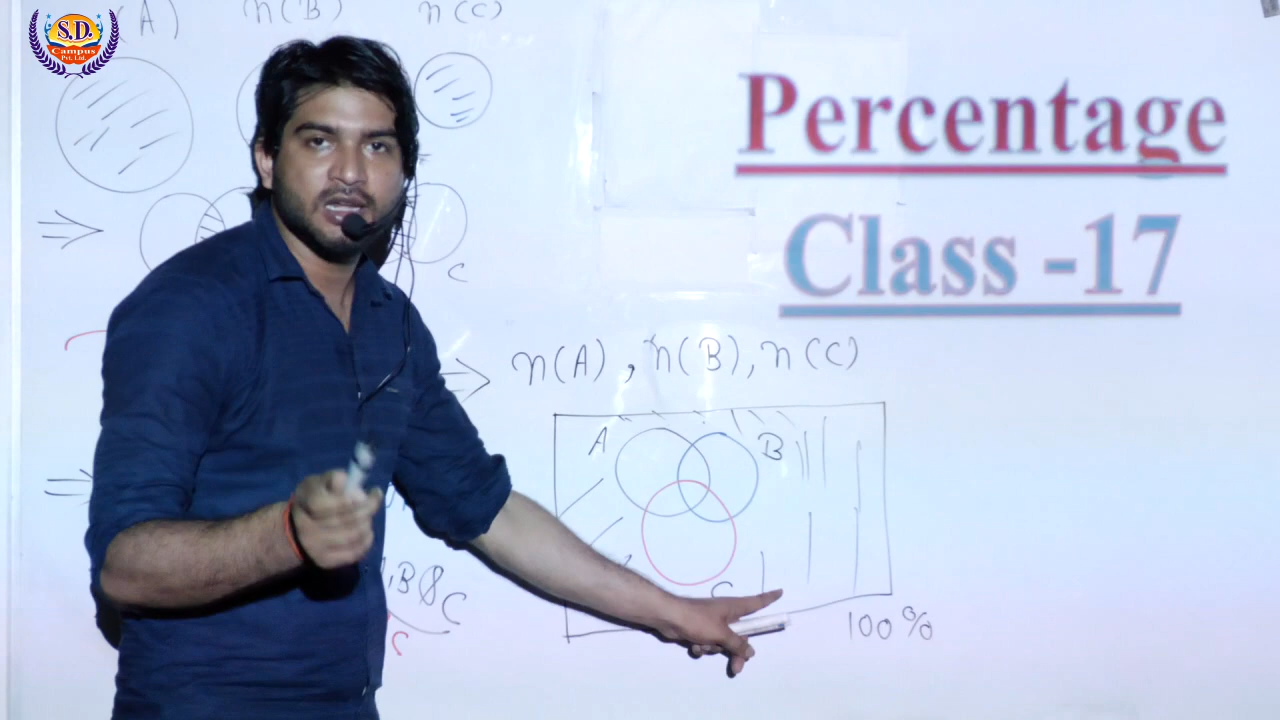 S.D.
Campus
Pvt. Ltd.
(A) n(B) n(C)
Percentage
Class -17
C
n(A), n(B), n(C)
A B
C
,B & C
C
100%